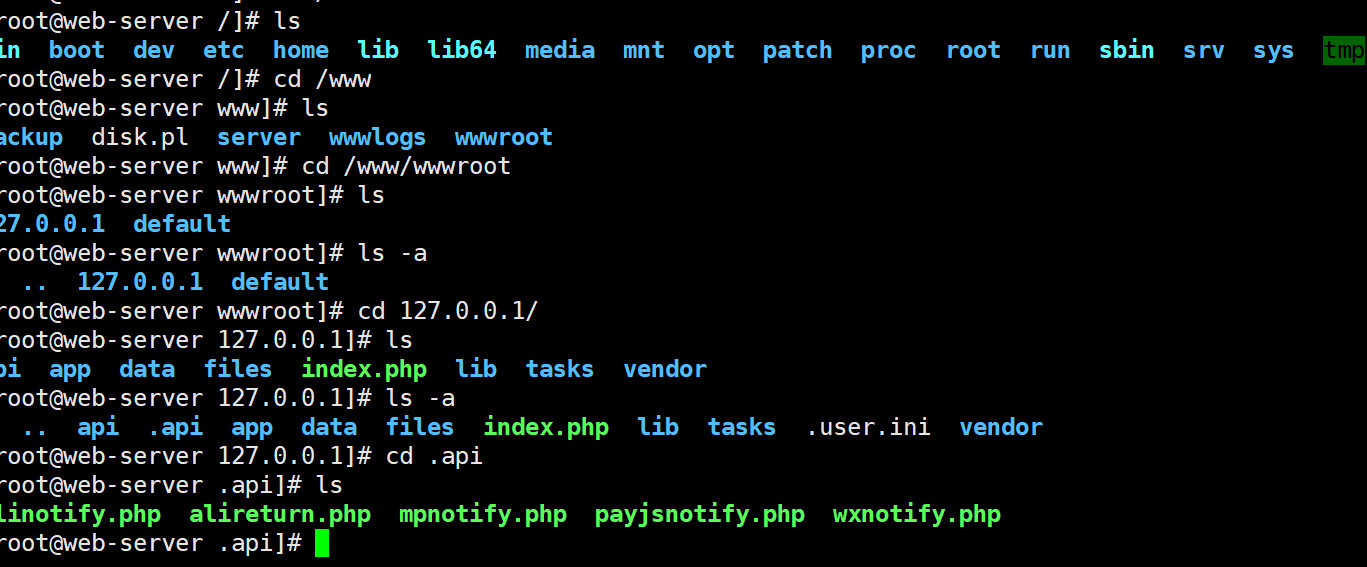 root@web-server /]# ls
in boot dev etc home lib lib64 media mnt opt patch proc root run sbin srv sys tmp
root@web-server /]# cd /www
root@web-server www]# ls
ackup disk.pl server wwwlogs wwwroot
root@web-server www]# cd /www/wwwroot
root@web-server wwwroot]# ls
27.0.0.1 default
root@web-server wwwroot]# ls -a
.. 127.0.0.1 default
root@web-server wwwroot]# cd 127.0.0.1/
root@web-server 127.0.0.1]# ls
pi app data files index.php lib tasks vendor
root@web-server 127.0.0.1]# ls -a
.. api .api app data files index.php lib tasks .user.ini vendor
root@web-server 127.0.0.1]# cd .api
root@web-server .api]# ls
linotify.php alireturn.php mpnotify.php payjsnotify.php wxnotify.php
root@web-server .api]#